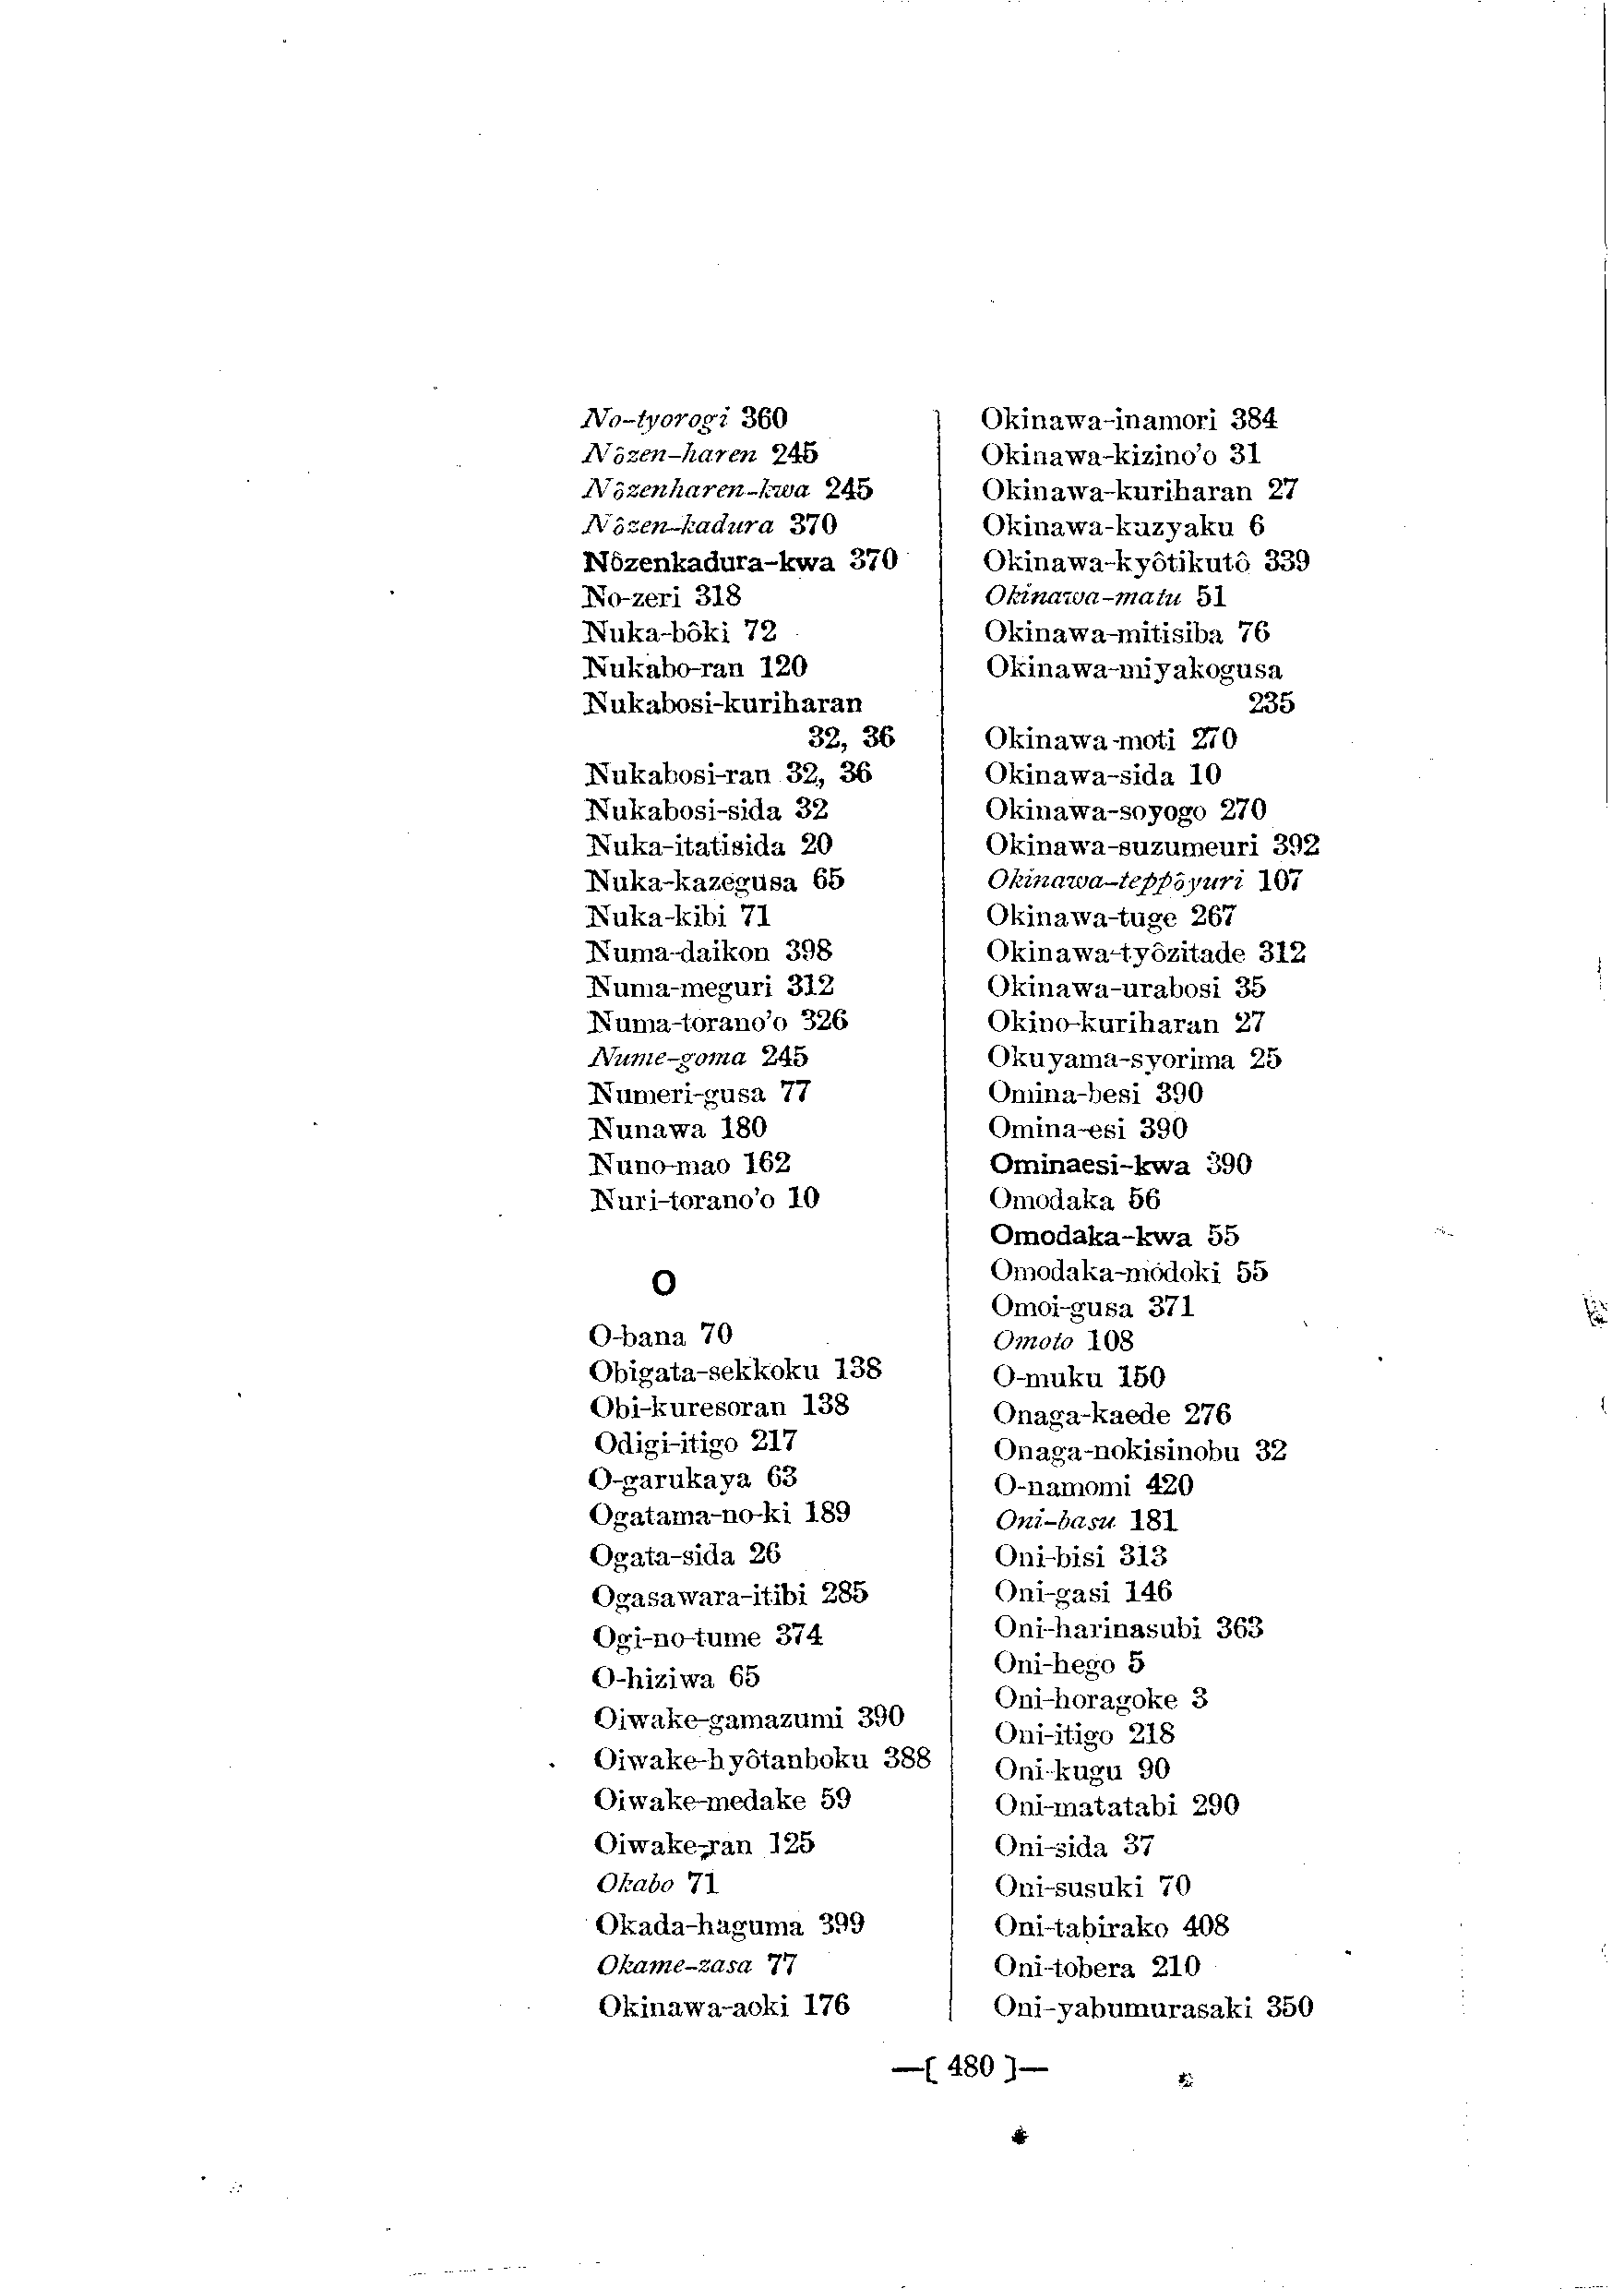 No-tyorogi 360
Nôzen-haren 245
Nôzenharen-kwa 245
Nôzen-kadura 370
Nôzenkadura-kwa 370
No-zeri 318
Nuka-bôki 72
Nukabo-ran 120
Nukabosi-kuriharan
32, 36
Nukabosi-ran 32, 36
Nukabosi-sida 32
Nuka-itatisida 20
Nuka-kazegusa 65
Nuka-kibi 71
Numa-daikon 398
Numa-meguri 312
Numa-torano'o 326
Nume-goma 245
Numeri-gusa 77
Nunawa 180
Nuno-mao 162
Nuri-torano'o 10
O
O-bana 70
Obigata-sekkoku 138
Obi-kuresoran 138
Odigi-itigo 217
O-garukaya 63
Ogatama-no-ki 189
Ogata-sida 26
Ogasawara-itibi 285
Ogi-no-tume 374
O-hiziwa 65
Oiwake-gamazumi 390
Oiwake-hyôtanboku 388
Oiwake-medake 59
Oiwake-ran 125
Okabo 71
Okada-haguma 399
Okame-zasa 77
Okinawa-aoki 176
Okinawa-inamori 384
Okinawa-kizino'o 31
Okinawa-kuriharan 27
Okinawa-kuzyaku 6
Okinawa-kyôtikutô 339
Okinawa-matu 51
Okinawa-mitisiba 76
Okinawa-miyakogusa
235
Okinawa-moti 270
Okinawa-sida 10
Okinawa-soyogo 270
Okinawa-suzumeuri 392
Okinawa-teppôyuri 107
Okinawa-tuge 267
Okinawa-tyôzitade 312
Okinawa-urabosi 35
Okino-kuriharan 27
Okuyama-syorima 25
Omina-besi 390
Omina-esi 390
Ominaesi-kwa 390
Omodaka 56
Omodaka-kwa 55
Omodaka-modoki 55
Omoi-gusa 371
Omoto 108
O-muku 150
Onaga-kaede 276
Onaga-nokisinobu 32
O-namomi 420
Oni-basu 181
Oni-bisi 313
Oni-gasi 146
Oni-harinasubi 363
Oni-hego 5
Oni-horagoke 3
Oni-itigo 218
Oni-kugu 90
Oni-matatabi 290
Oni-sida 37
Oni-susuki 70
Oni-tabirako 408
Oni-tobera 210
Oni-yabumurasaki 350
—[ 480 ]—